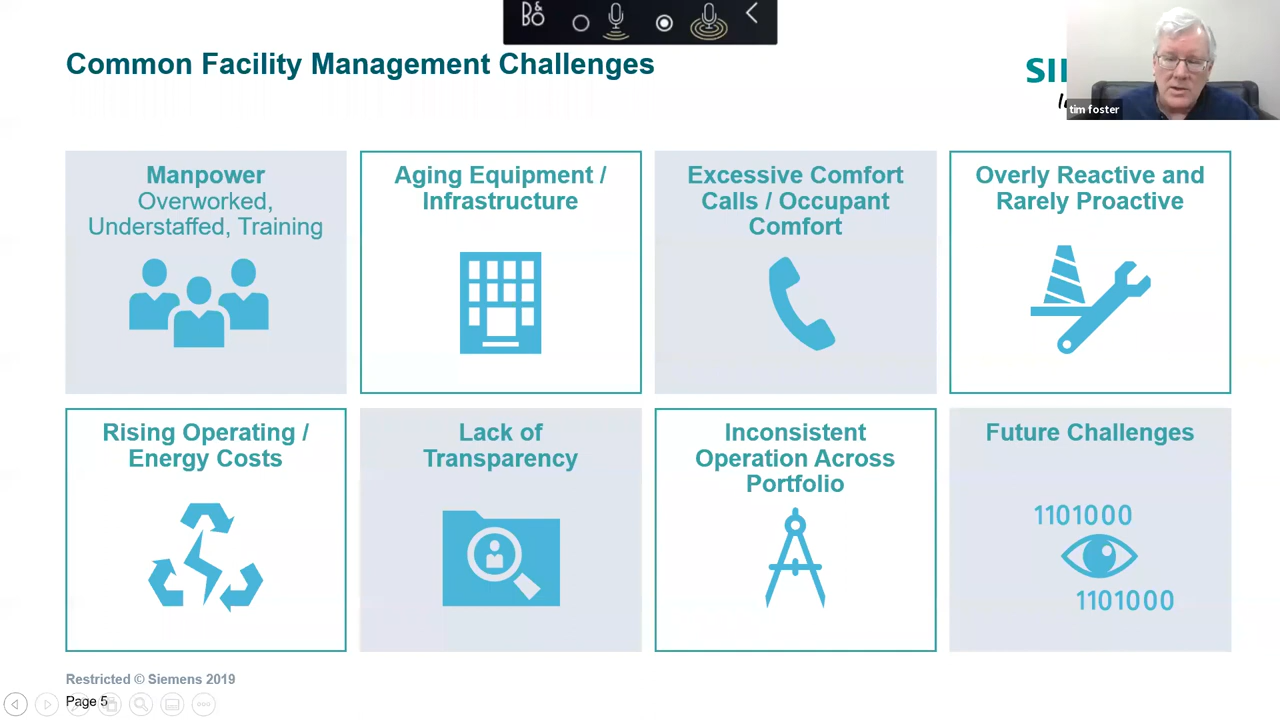 B&O
Common Facility Management Challenges
tim foster
Manpower
Overworked,
Understaffed, Training
Aging Equipment /
Infrastructure
Excessive Comfort
Calls / Occupant
Comfort
Overly Reactive and
Rarely Proactive
Rising Operating /
Energy Costs
Lack of
Transparency
Inconsistent
Operation Across
Portfolio
Future Challenges
1101000
1101000
Restricted © Siemens 2019
Page 5